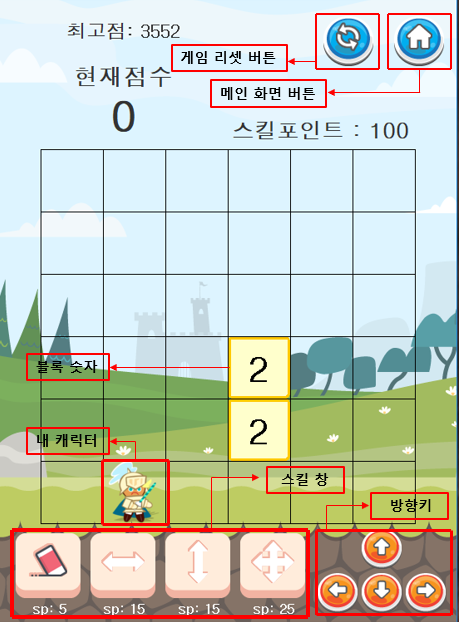 최고점: 3552
게임 리셋 버튼
현재점수
메인 화면 버튼
0
스킬포인트 : 100
블록 숫자
2
2
내 캐릭터
스킬 창
방향키
sp: 5
sp: 15
sp: 15
sp: 25